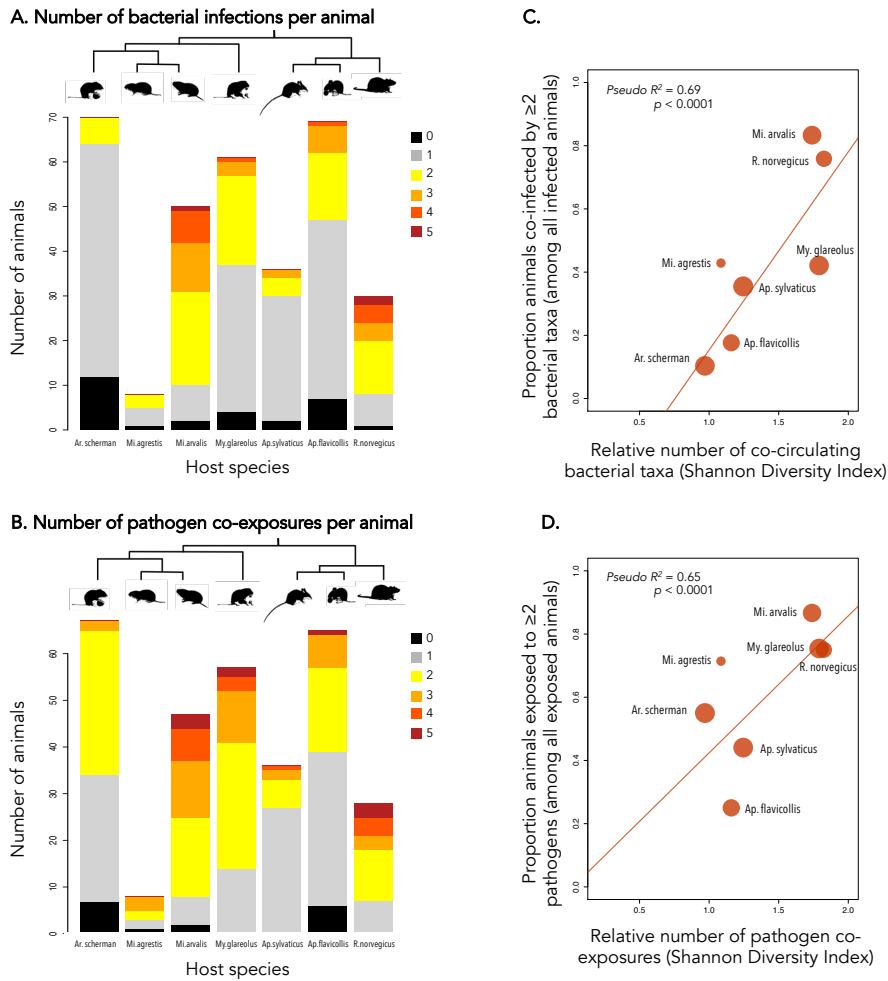 A. Number of bacterial infections per animal
Number of animals
0
10
20
30
40
50
60
70
0
1
2
3
4
5
Ar. scherman
Mi.agrestis
Mi.arvalis
My.glareolus
Ap.sylvaticus
Ap.flavicollis
R.norvegicus
Host species
B. Number of pathogen co-exposures per animal
Number of animals
0
10
20
30
40
50
60
0
1
2
3
4
5
Ar. scherman
Mi.agrestis
Mi.arvalis
My.glareolus
Ap.sylvaticus
Ap.flavicollis
R.norvegicus
Host species
C.
Proportion animals co-infected by ≥2
bacterial taxa (among all infected animals)
0.0
0.2
0.4
0.6
0.8
1.0
Pseudo R² = 0.69
p < 0.0001
Mi. arvalis
R. norvegicus
My. glareolus
Mi. agrestis
Ap. sylvaticus
Ap. flavicollis
Ar. scherman
0.5
1.0
1.5
2.0
Relative number of co-circulating
bacterial taxa (Shannon Diversity Index)
D.
Proportion animals exposed to ≥2
pathogens (among all exposed animals)
0.0
0.2
0.4
0.6
0.8
1.0
Pseudo R² = 0.65
p < 0.0001
Mi. arvalis
My. glareolus
Mi. agrestis
R. norvegicus
Ar. scherman
Ap. sylvaticus
Ap. flavicollis
0.5
1.0
1.5
2.0
Relative number of pathogen co-
exposures (Shannon Diversity Index)